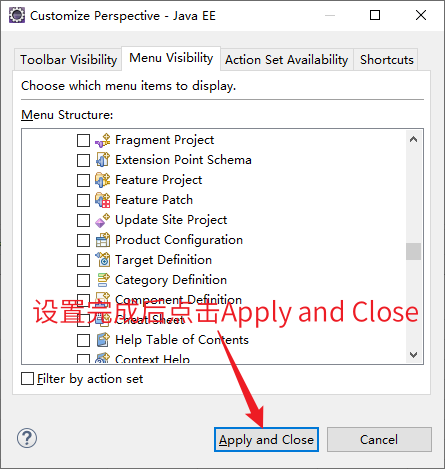 Customize Perspective - Java EE
Toolbar Visibility Menu Visibility Action Set Availability Shortcuts
Choose which menu items to display.
Menu Structure:
Fragment Project
Extension Point Schema
Feature Project
Feature Patch
Update Site Project
Product Configuration
Target Definition
Category Definition
Component Definition
设置完成后点击Apply and Close
Cheat Sheet
Help Table of Contents
Context Help
Filter by action set
Apply and Close Cancel